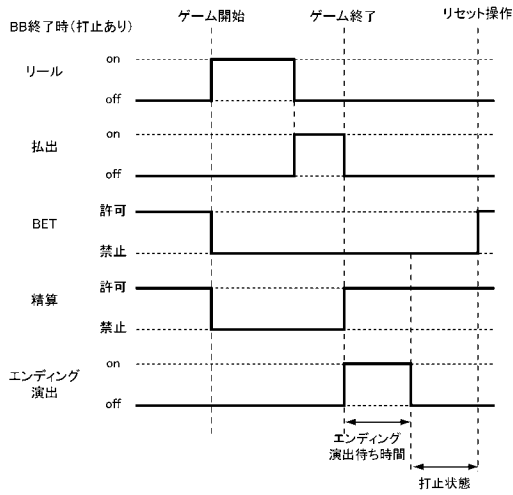 BB終了時(打止あり)
ゲーム開始
ゲーム終了
リセット操作
リール
on
off
払出
on
off
BET
許可
禁止
精算
許可
禁止
エンディング
演出
on
off
エンディング
演出待ち時間
打止状態